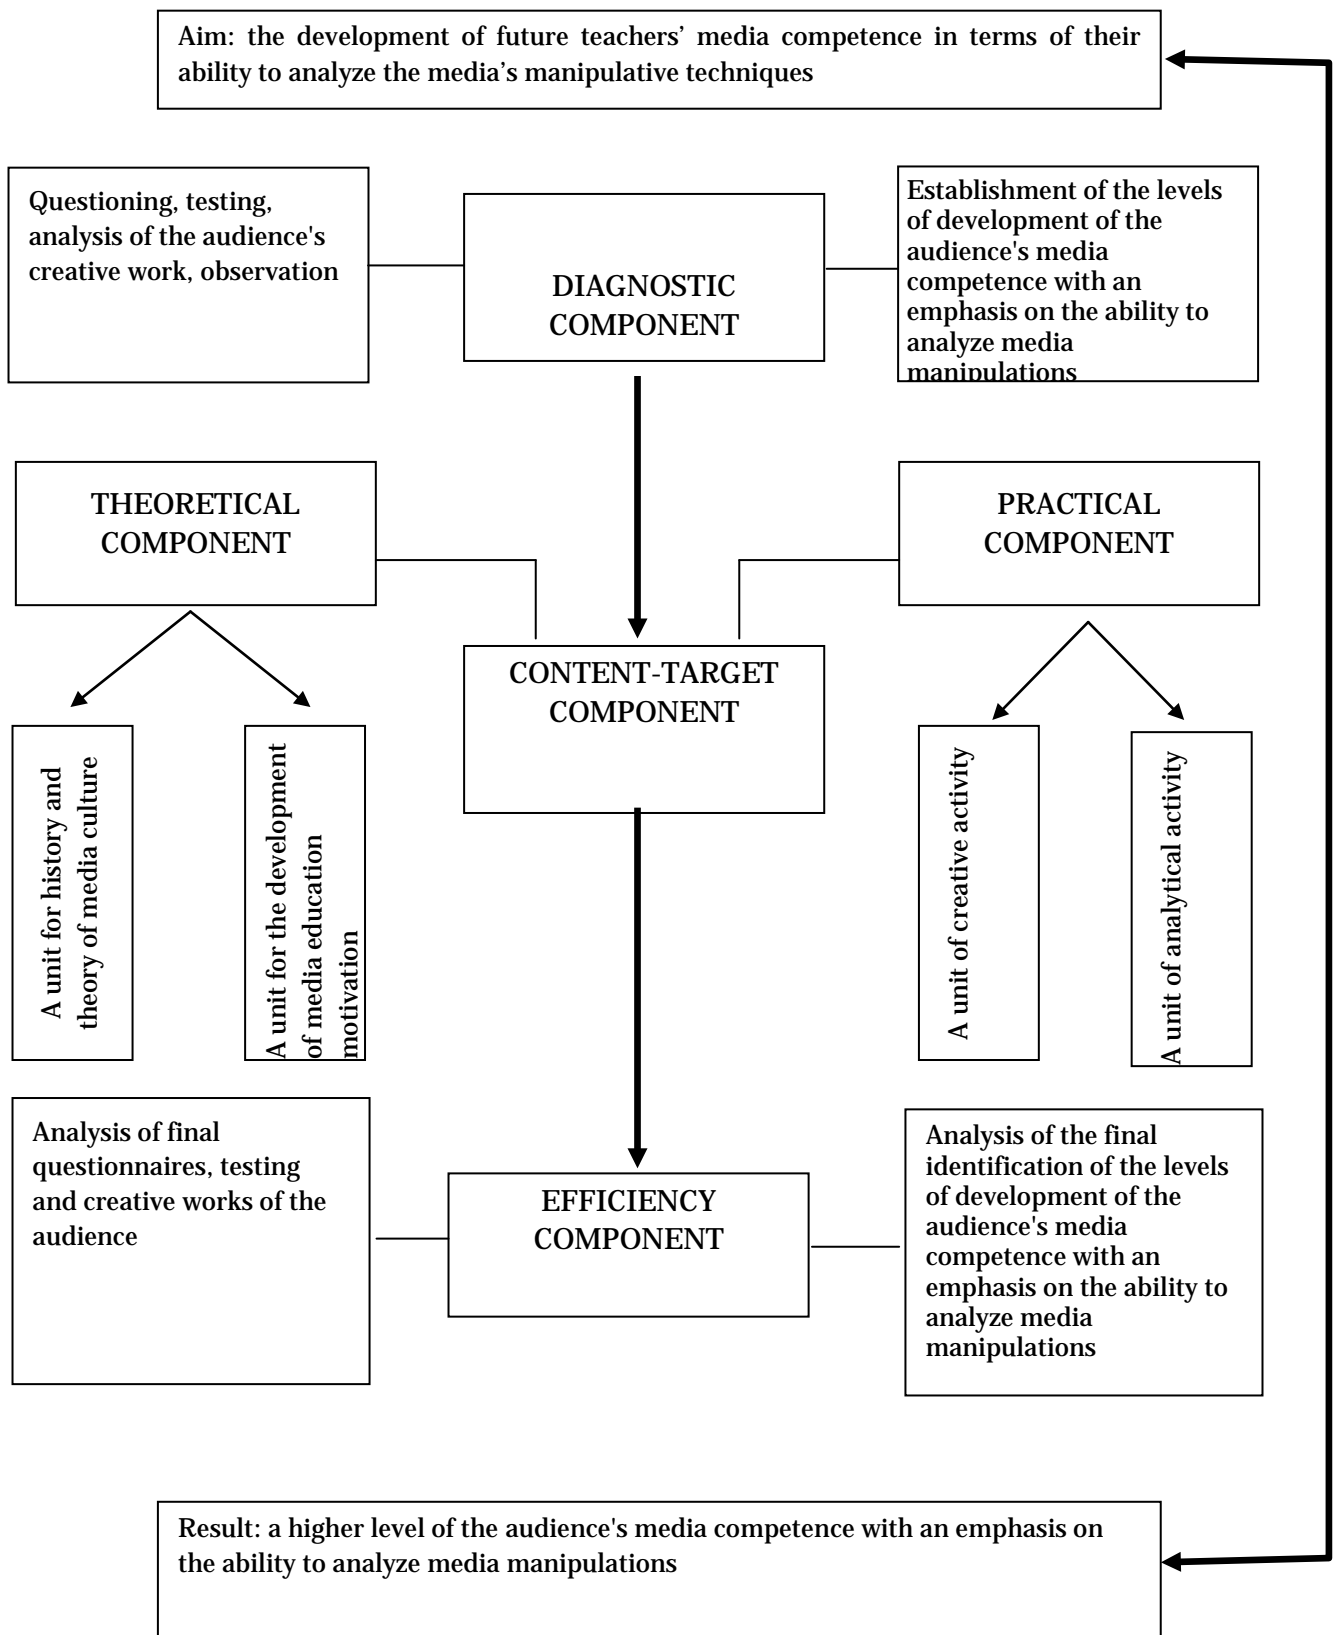 Aim: the development of future teachers’ media competence in terms of their
ability to analyze the media’s manipulative techniques
Questioning, testing,
analysis of the audience's
creative work, observation
DIAGNOSTIC
COMPONENT
Establishment of the levels
of development of the
audience's media
competence with an
emphasis on the ability to
analyze media
manipulations
THEORETICAL
COMPONENT
PRACTICAL
COMPONENT
CONTENT-TARGET
COMPONENT
A unit for history and
theory of media culture
A unit for the development
of media education
motivation
A unit of creative activity
A unit of analytical activity
Analysis of final
questionnaires, testing
and creative works of the
audience
EFFICIENCY
COMPONENT
Analysis of the final
identification of the levels
of development of the
audience's media
competence with an
emphasis on the ability to
analyze media
manipulations
Result: a higher level of the audience's media competence with an emphasis on
the ability to analyze media manipulations